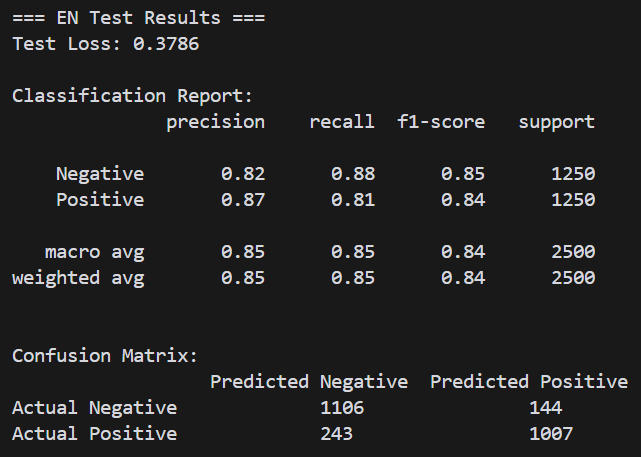 === EN Test Results ===
Test Loss: 0.3786
Classification Report:
precision recall f1-score support
Negative 0.82 0.88 0.85 1250
Positive 0.87 0.81 0.84 1250
macro avg 0.85 0.85 0.84 2500
weighted avg 0.85 0.85 0.84 2500
Confusion Matrix:
Predicted Negative Predicted Positive
Actual Negative 1106 144
Actual Positive 243 1007